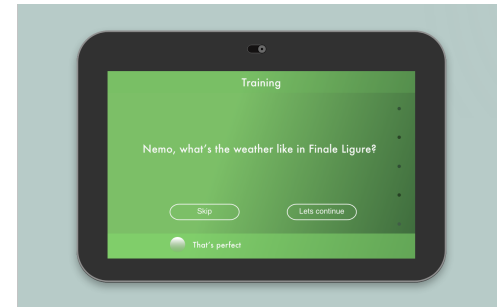 Training
Nemo, what's the weather like in Finale Ligure?
Skip
Lets continue
That's perfect